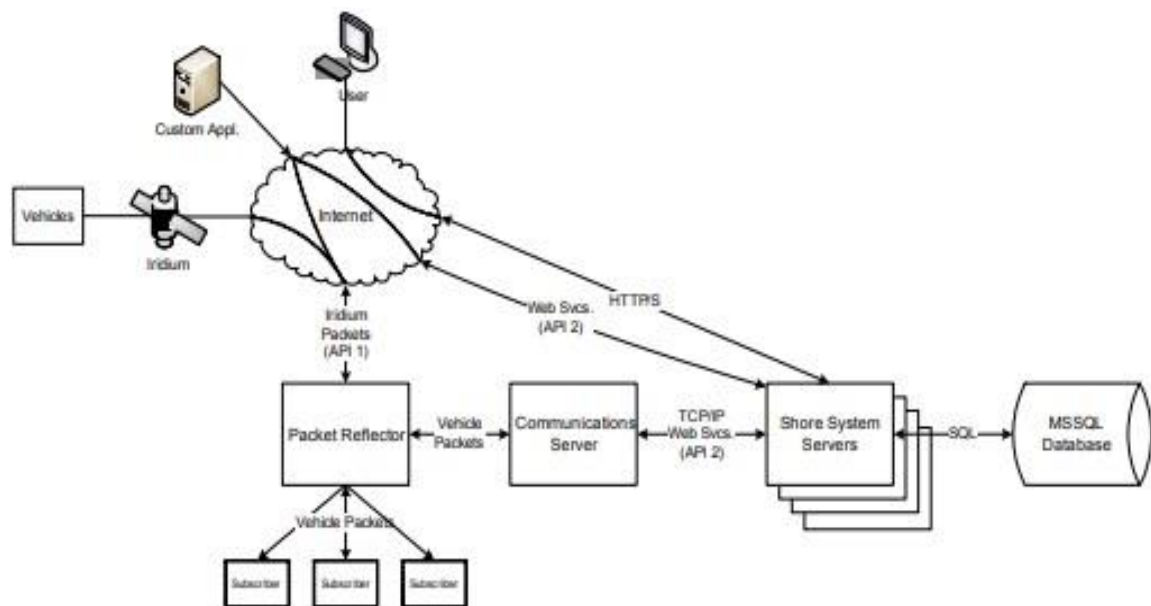 User
Custom Appl.
Vehicles
Iridium
Internet
Iridium
Packets
(API 1)
Web Svcs.
(API 2)
HTTP/S
Packet Reflector
Vehicle
Packets
Communications
Server
TCP/IP
Web Svcs.
(API 2)
Shore System
Servers
SQL
MSSQL
Database
Vehicle Packets
Subscriber
Subscriber
Subscriber